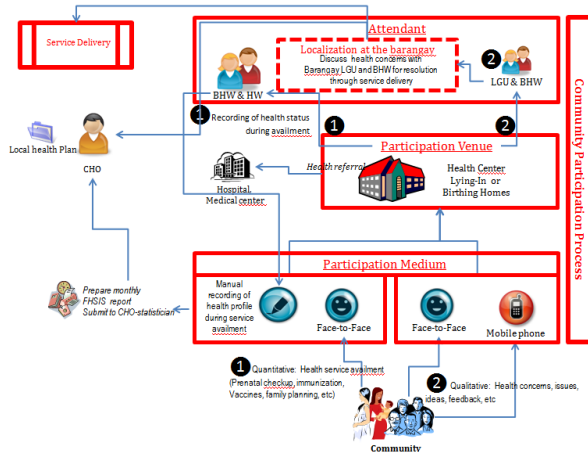 Attendant
Service Delivery
Localization at the barangay
Discuss health concerns with
Barangay LGU and BHW for resolution
through service delivery
2
BHW & HW
LGU & BHW
1
Recording of health status
during availment
1
2
Local health Plan
CHO
Participation Venue
Health referral
Health Center
Lying-In or
Birthing Homes
Hospital,
Medical center
Community Participation Process
Participation Medium
Manual
recording of
health profile
during service
availment
Face-to-Face
Face-to-Face
Mobile phone
Prepare monthly
FHSIS report
Submit to CHO-statistician
1
Quantitative: Health service availment
(Prenatal checkup, immunization,
Vaccines, family planning, etc)
2
Qualitative: Health concerns, issues,
ideas, feedback, etc
Community